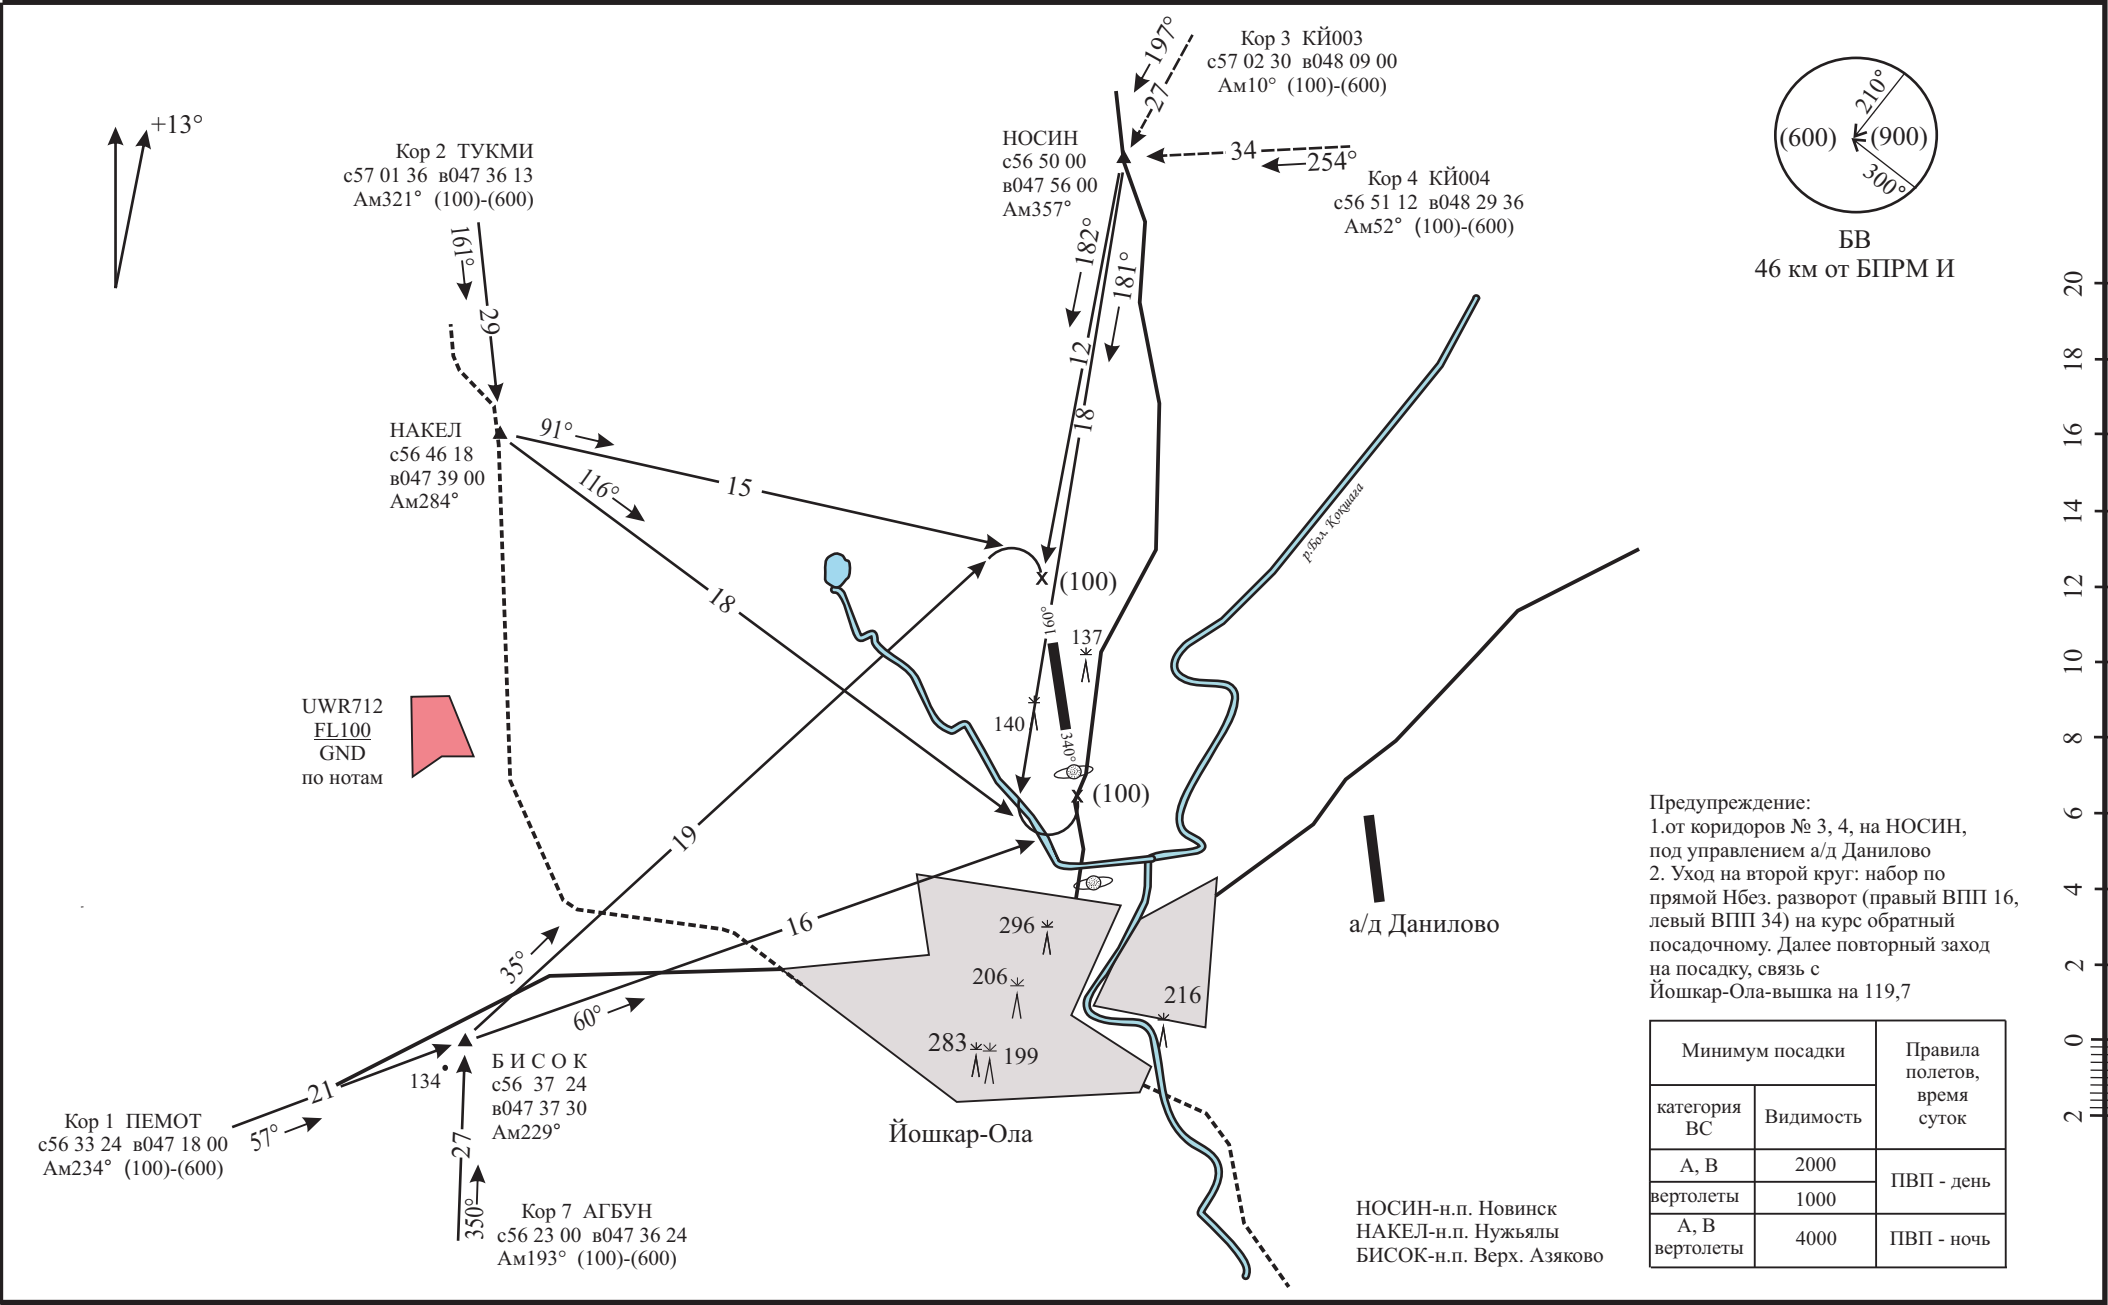 +13°
Кор 2 ТУКМИ
с57 01 36 в047 36 13
Ам321° (100)-(600)
161°
29
НАКЕЛ
с56 46 18
в047 39 00
Ам284°
91°
15
116°
18
197°
27
Кор 3 КЙ003
с57 02 30 в048 09 00
Ам10° (100)-(600)
НОСИН
с56 50 00
в047 56 00
Ам357°
34
254°
Кор 4 КЙ004
с56 51 12 в048 29 36
Ам52° (100)-(600)
182°
181°
12
18
210°
(600)
(900)
300°
БВ
46 км от БПРМ И
р.Бол. Кокшага
(100)
160°
137
140
340°
(100)
UWR712
FL100
GND
по нотам
19
16
35°
60°
Б И С О К
с56 37 24
в047 37 30
Ам229°
134
21
57°
Кор 1 ПЕМОТ
с56 33 24 в047 18 00
Ам234° (100)-(600)
27
350°
Кор 7 АГБУН
с56 23 00 в047 36 24
Ам193° (100)-(600)
296
206
283
199
216
Йошкар-Ола
а/д Данилово
НОСИН-н.п. Новинск
НАКЕЛ-н.п. Нужьялы
БИСОК-н.п. Верх. Азяково
Предупреждение:
1.от коридоров № 3, 4, на НОСИН,
под управлением а/д Данилово
2. Уход на второй круг: набор по
прямой Нбез. разворот (правый ВПП 16,
левый ВПП 34) на курс обратный
посадочному. Далее повторный заход
на посадку, связь с
Йошкар-Ола-вышка на 119,7
Минимум посадки
Правила
полетов,
время
суток
категория
ВС
Видимость
А, В
2000
ПВП - день
вертолеты
1000
А, В
вертолеты
4000
ПВП - ночь
20
18
16
14
12
10
8
6
4
2
0
2